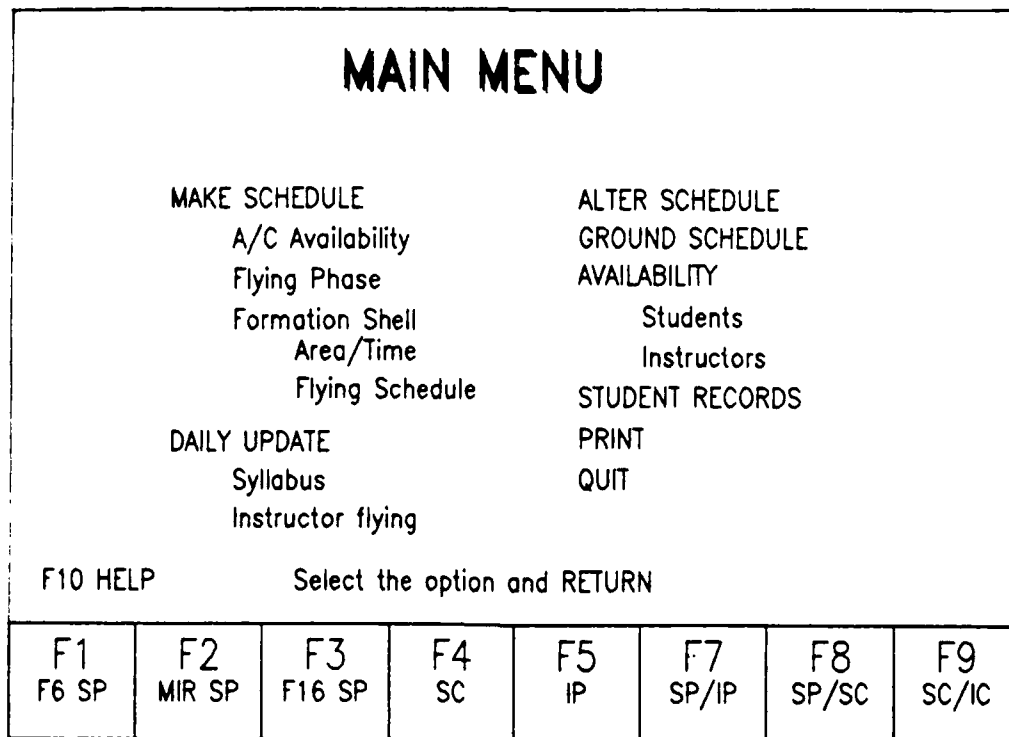 MAIN MENU
MAKE SCHEDULE
A/C Availability
Flying Phase
Formation Shell
Area/Time
Flying Schedule
DAILY UPDATE
Syllabus
Instructor flying
ALTER SCHEDULE
GROUND SCHEDULE
AVAILABILITY
Students
Instructors
STUDENT RECORDS
PRINT
QUIT
F10 HELP Select the option and RETURN
F1 F2 F3 F4 F5 F7 F8 F9
F6 SP MIR SP F16 SP SC IP SP/IP SP/SC SC/IC